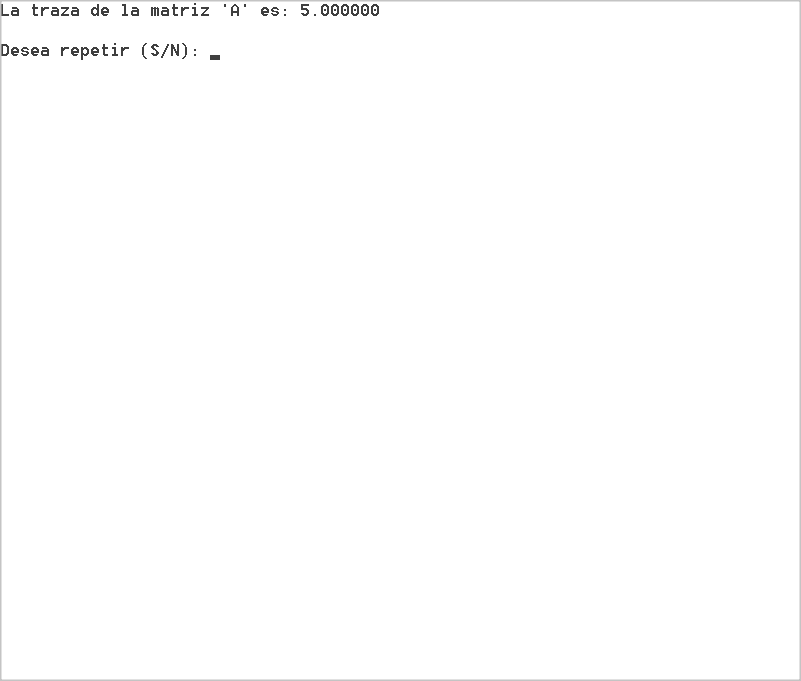 La traza de la matriz 'A' es: 5.000000
Desea repetir (S/N): _